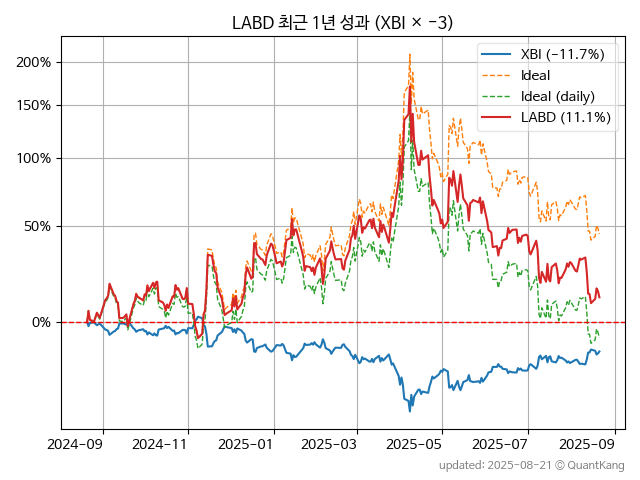 LABD 최근 1년 성과 (XBI × −3)
200%
150%
100%
50%
0%
XBI (−11.7%)
Ideal
Ideal (daily)
LABD (11.1%)
2024-09 2024-11 2025-01 2025-03 2025-05 2025-07 2025-09
updated: 2025-08-21 ⓒ QuantKang